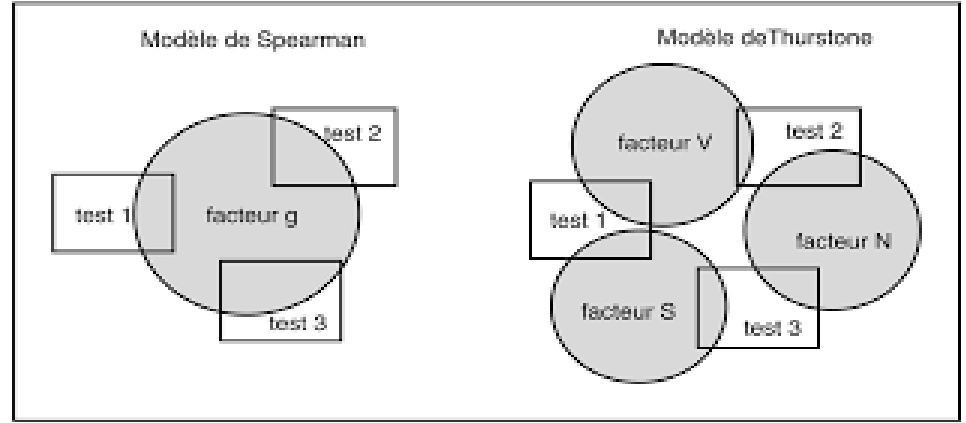 Modèle de Spearman
test 2
test 1
facteur g
test 3
Modèle deThurstone
facteur V
test 2
test 1
facteur N
facteur S
test 3